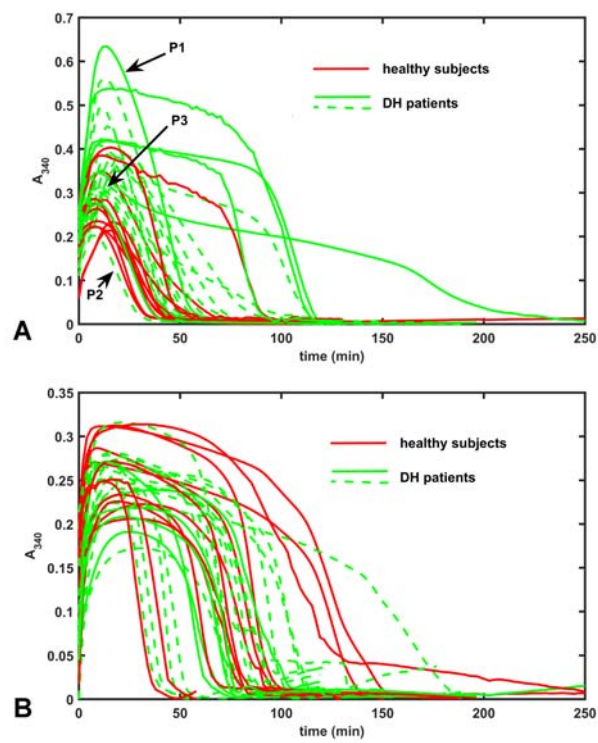 0.7
P1
0.6
healthy subjects
0.5
P3
DH patients
0.4
A340
0.3
0.2
0.1
P2
0
A
0 50 100 150 200 250
time (min)
0.35
0.3
healthy subjects
0.25
DH patients
0.2
A340
0.15
0.1
0.05
0
B
0 50 100 150 200 250
time (min)